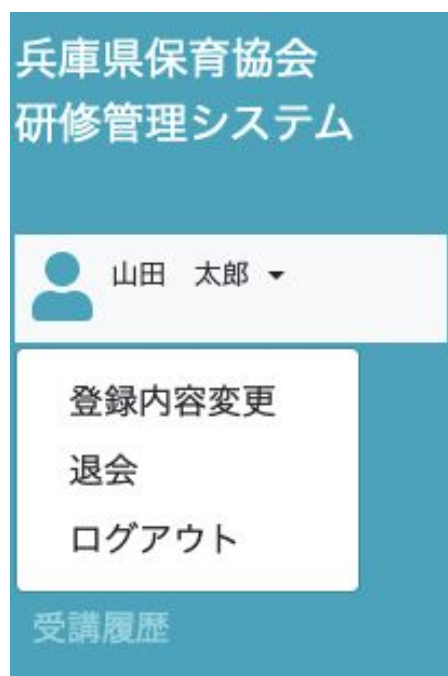 兵庫県保育協会
研修管理システム
山田　太郎
登録内容変更
退会
ログアウト
受講履歴